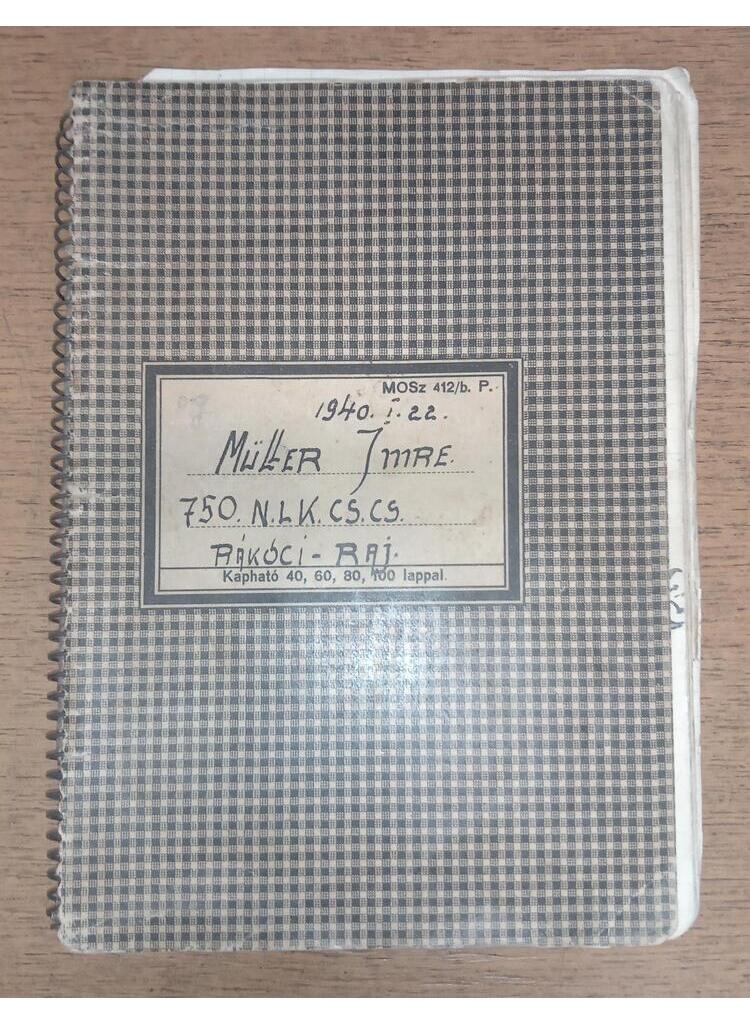 MOSz 412/b. P.
1940. I. 22.
MÜLLER IMRE.
750. N.L.K. CS.CS.
RÁKÓCI - RAJ.
Kapható 40, 60, 80, 100 lappal.